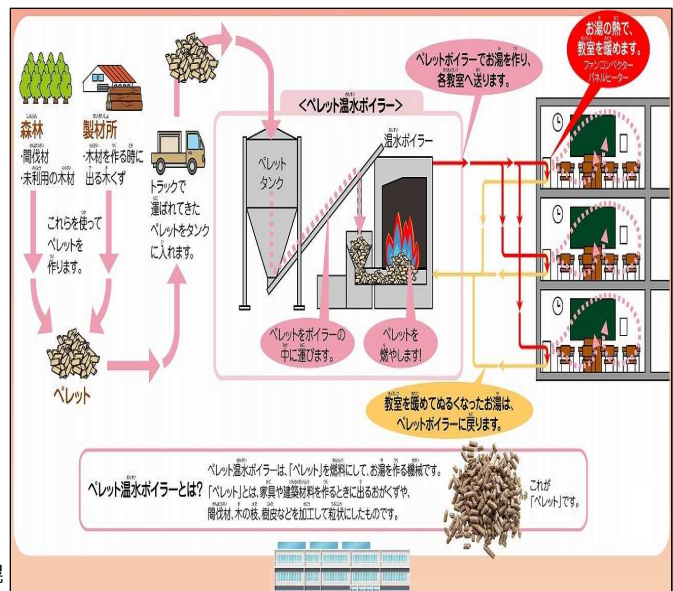 森林
・間伐材
・未利用の木材
製材所
・木材を作る時に
出る木くず
これらを使って
ペレットを
作ります。
ペレット
トラックで
運ばれてきた
ペレットをタンク
に入れます。
<ペレット温水ボイラー>
ペレット
タンク
温水ボイラー
ペレットをボイラーの
中に運びます。
ペレットを
燃やします!
ペレットボイラーでお湯を作り、
各教室へ送ります。
お湯の熱で、
教室を暖めます。
ファンコンベクター
パネルヒーター
教室を暖めてぬるくなったお湯は、
ペレットボイラーに戻ります。
ペレット温水ボイラーとは?
ペレット温水ボイラーは、「ペレット」を燃料にして、お湯を作る機械です。
「ペレット」とは、家具や建築材料を作るときに出るおがくずや、
間伐材、木の枝、樹皮などを加工して粒状にしたものです。
これが
「ペレット」です。